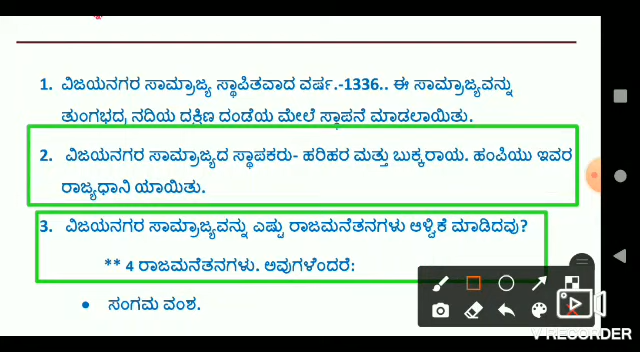 1. ವಿಜಯನಗರ ಸಾಮ್ರಾಜ್ಯ ಸ್ಥಾಪಿತವಾದ ವರ್ಷ.-1336.. ಈ ಸಾಮ್ರಾಜ್ಯವನ್ನು
ತುಂಗಭದ್ರ ನದಿಯ ದಕ್ಷಿಣ ದಂಡೆಯ ಮೇಲೆ ಸ್ಥಾಪನೆ ಮಾಡಲಾಯಿತು.
2. ವಿಜಯನಗರ ಸಾಮ್ರಾಜ್ಯದ ಸ್ಥಾಪಕರು- ಹರಿಹರ ಮತ್ತು ಬುಕ್ಕರಾಯ. ಹಂಪಿಯು ಇವರ
ರಾಜ್ಯಧಾನಿ ಯಾಯಿತು.
3. ವಿಜಯನಗರ ಸಾಮ್ರಾಜ್ಯವನ್ನು ಎಷ್ಟು ರಾಜಮನೆತನಗಳು ಆಳ್ವಿಕೆ ಮಾಡಿದವು?
** 4 ರಾಜಮನೆತನಗಳು. ಅವುಗಳೆಂದರೆ:
• ಸಂಗಮ ವಂಶ.
V RECORDER